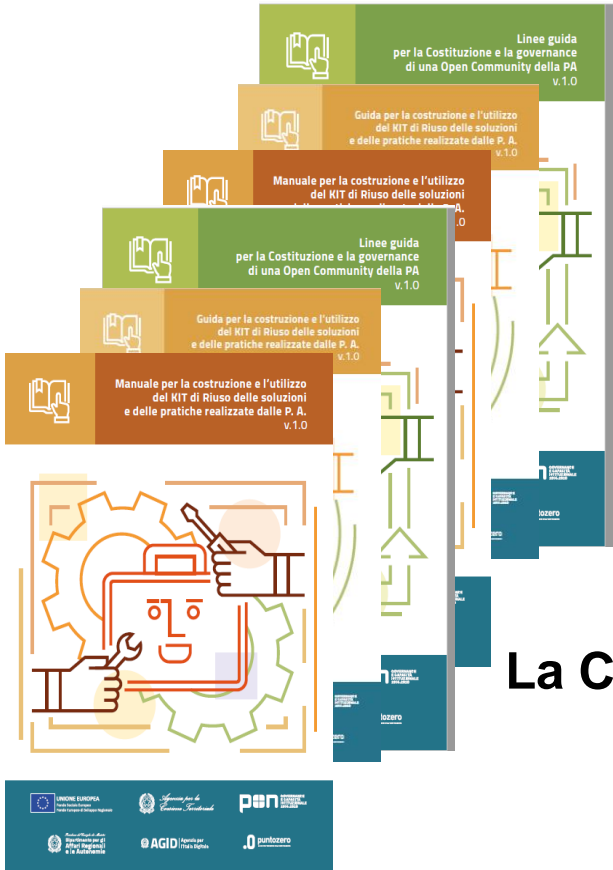 Linee guida
per la Costituzione e la governance
di una Open Community della PA
v.1.0
Guida per la costruzione e l'utilizzo
del KIT di Riuso delle soluzioni
e delle pratiche realizzate dalle P. A.
v.1.0
Manuale per la costruzione e l'utilizzo
del KIT di Riuso delle soluzioni
Linee guida
per la Costituzione e la governance
di una Open Community della PA
v.1.0
Guida per la costruzione e l'utilizzo
del KIT di Riuso delle soluzioni
e delle pratiche realizzate dalle P. A.
v.1.0
Manuale per la costruzione e l'utilizzo
del KIT di Riuso delle soluzioni
e delle pratiche realizzate dalle P. A.
v.1.0
La C
UNIONE EUROPEA
Agenzia per la
Coesione Territoriale
pon
GOVERNANCE
E CAPACITÀ
ISTITUZIONALE
2014-2020
Dipartimento per gli
Affari Regionali
e le Autonomie
AGID Agenzia per
l'Italia Digitale
.0 puntozero